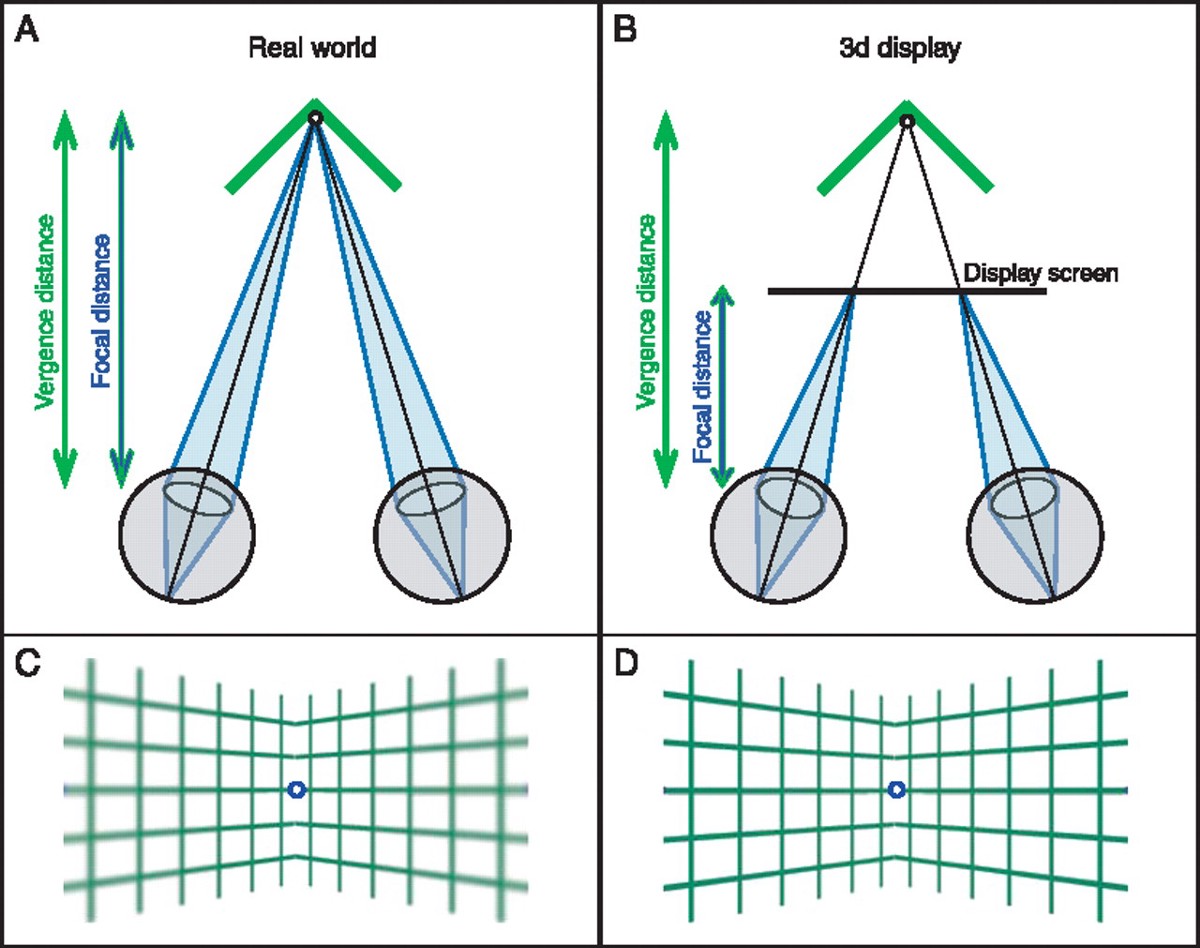 A
Real world
Vergence distance
Focal distance
B
3d display
Vergence distance
Focal distance
Display screen
C
D